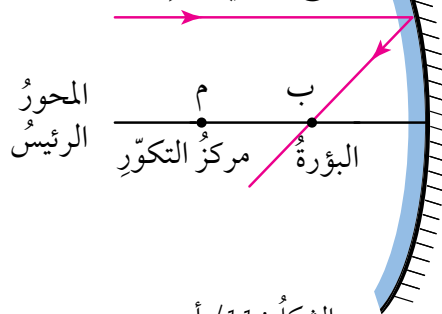 م
ب
المحورُ
الرئيسُ
مركزُ التكوّرِ
البؤرةُ